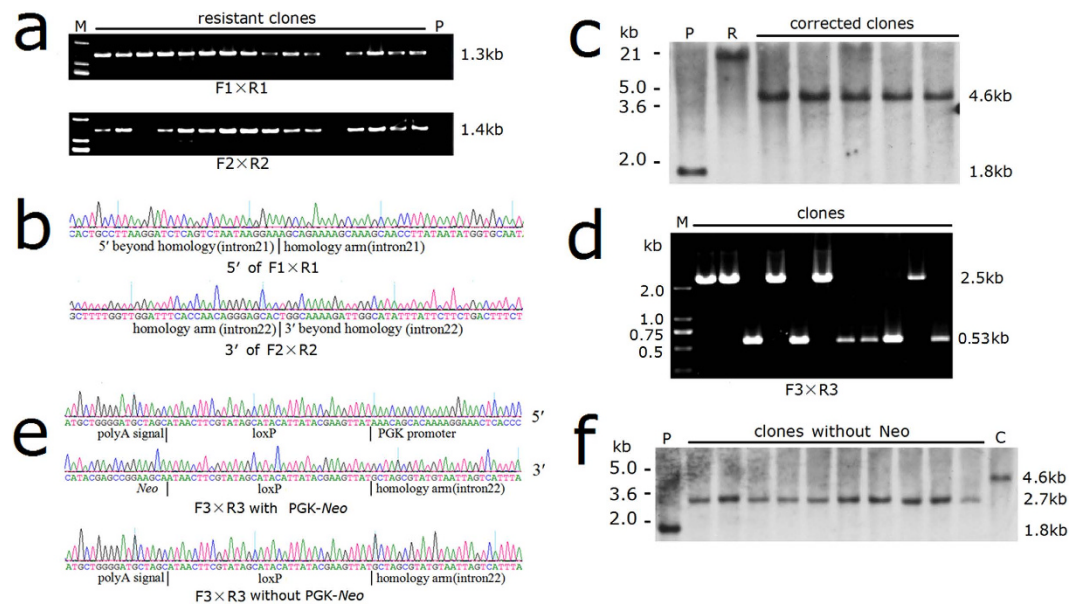 a
M resistant clones P
1.3kb
F1×R1
1.4kb
F2×R2
b
CACTGCCTTAAGGATCTCAGTCTAATAAGGAAAGCAGAAAAGCAAAGCAACCTTATAATATGGTGCAAT.
5′ beyond homology(intron21) homology arm(intron21)
5′ of F1×R1
GCTTTTGGTTGGATTTCACCAACAGGGAGCACTGGCAAAAGATTGGCATATTTATTCTTCTGACTTTCT
homology arm (intron22) 3′ beyond homology (intron22)
3′ of F2×R2
c
kb P R corrected clones
21
5.0
3.6
2.0
4.6kb
1.8kb
d
M clones
kb
2.0
1.0
0.75
0.5
2.5kb
0.53kb
F3×R3
e
5′
ATGCTGGGGATGCTAGCATAACTTCGTATAGCATACATTATACGAAGTTATAAACAGCACAAAAGGAAACTCACCC
polyA signal loxP PGK promoter
3′
CATACGAGCCGGAAGCAATAACTTCGTATAGCATACATTATACGAAGTTATGCTAGCGTATGTAATTAGTCATTTA
Neo loxP homology arm(intron22)
F3×R3 with PGK-Neo
ATGCTGGGGATGCTAGCATAACTTCGTATAGCATACATTATACGAAGTTATGCTAGCGTATGTAATTAGTCATTTA
polyA signal loxP homology arm(intron22)
F3×R3 without PGK-Neo
f
kb P clones without Neo C
5.0
3.6
2.0
4.6kb
2.7kb
1.8kb